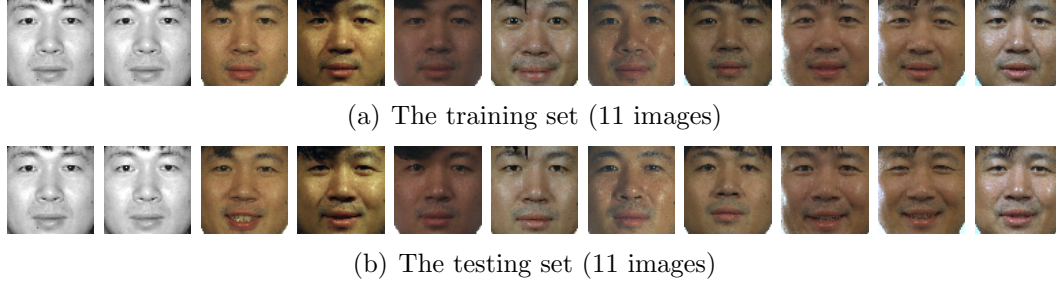 (a) The training set (11 images)
(b) The testing set (11 images)